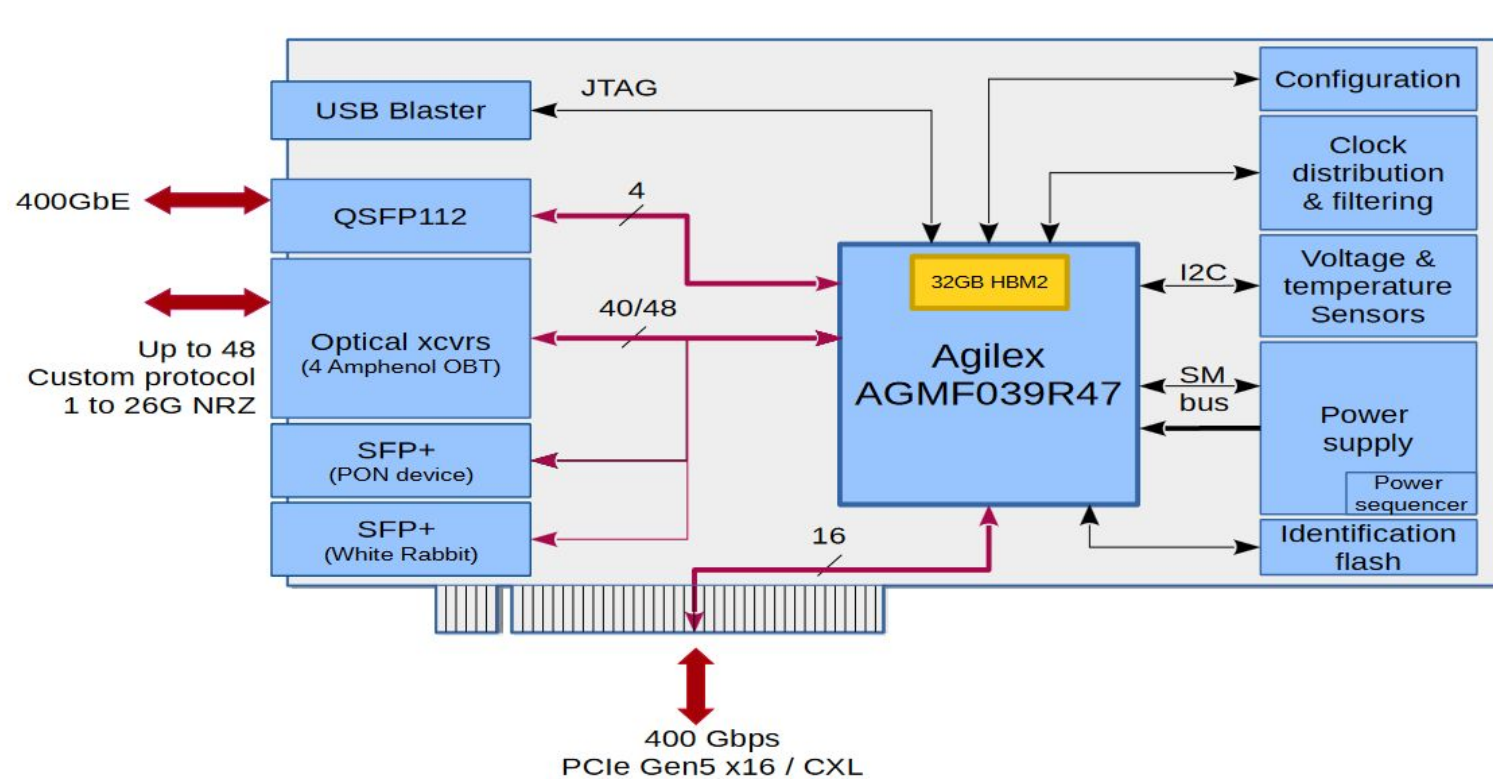 USB Blaster
JTAG
400GbE
QSFP112
4
Up to 48
Custom protocol
1 to 26G NRZ
Optical xcvrs
(4 Amphenol OBT)
40/48
SFP+
(PON device)
SFP+
(White Rabbit)
32GB HBM2
Agilex
AGMF039R47
16
400 Gbps
PCIe Gen5 x16 / CXL
Configuration
Clock
distribution
& filtering
I2C
Voltage &
temperature
Sensors
SM
bus
Power
supply
Power
sequencer
Identification
flash